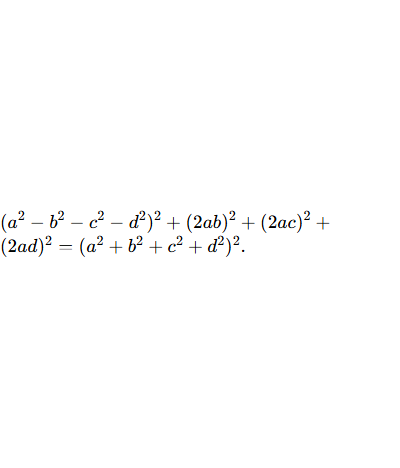 (a² − b² − c² − d²)² + (2ab)² + (2ac)² +
(2ad)² = (a² + b² + c² + d²)².